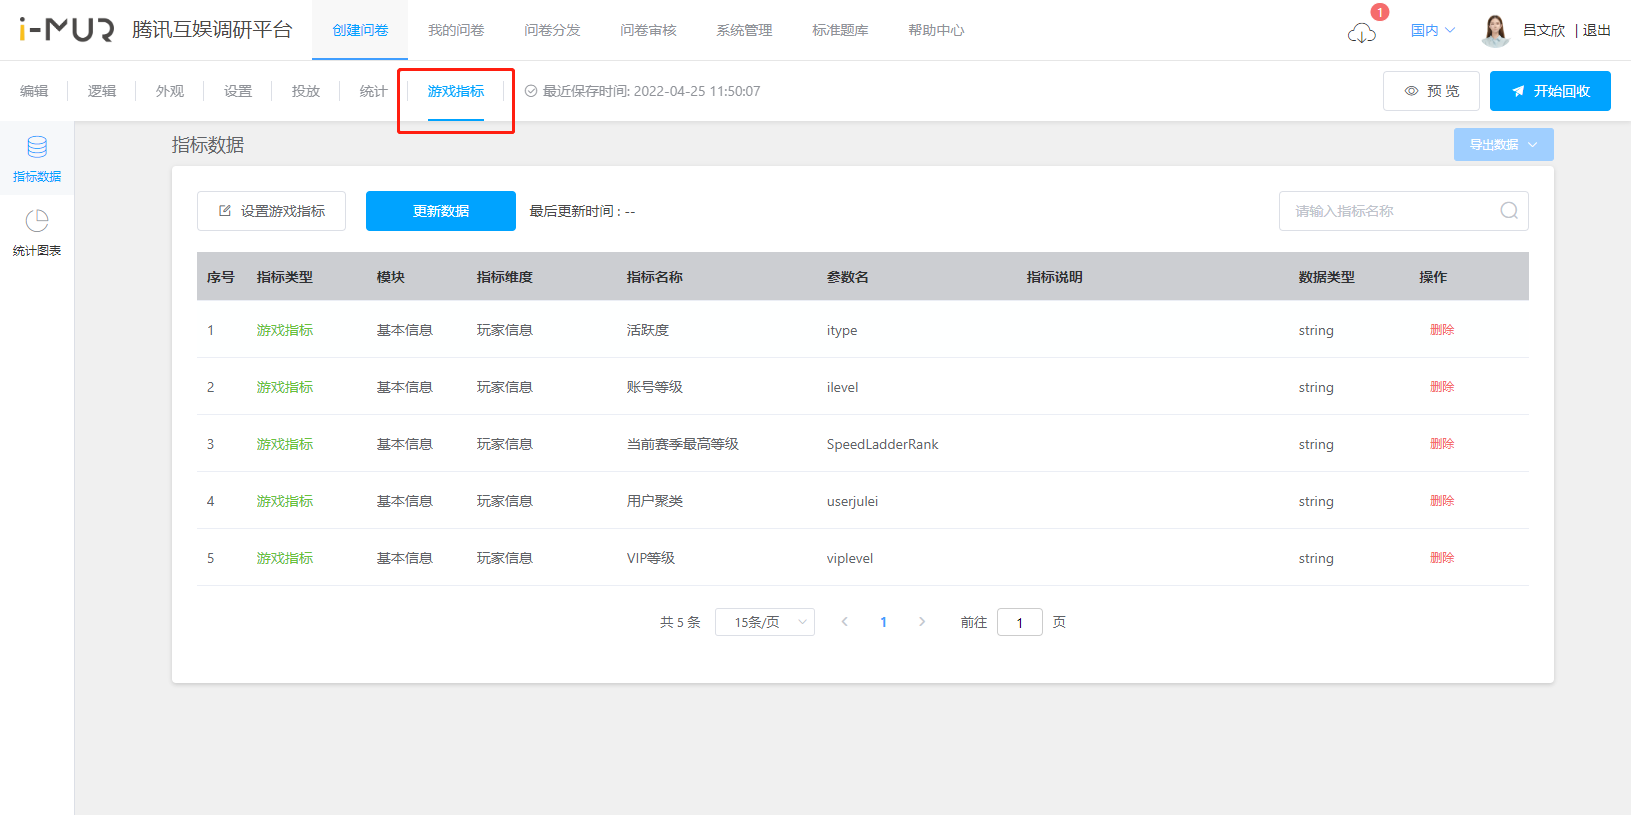 i-MUR 腾讯互娱调研平台 创建问卷 我的问卷 问卷分发 问卷审核 系统管理 标准题库 帮助中心 1 国内 吕文欣 | 退出
编辑 逻辑 外观 设置 投放 统计 游戏指标 最近保存时间: 2022-04-25 11:50:07 预 览 开始回收
指标数据
统计图表
指标数据 导出数据
设置游戏指标 更新数据 最后更新时间 : -- 请输入指标名称
序号 指标类型 模块 指标维度 指标名称 参数名 指标说明 数据类型 操作
1 游戏指标 基本信息 玩家信息 活跃度 itype string 删除
2 游戏指标 基本信息 玩家信息 账号等级 ilevel string 删除
3 游戏指标 基本信息 玩家信息 当前赛季最高等级 SpeedLadderRank string 删除
4 游戏指标 基本信息 玩家信息 用户聚类 userjulei string 删除
5 游戏指标 基本信息 玩家信息 VIP等级 viplevel string 删除
共 5 条 15条/页 1 前往 1 页